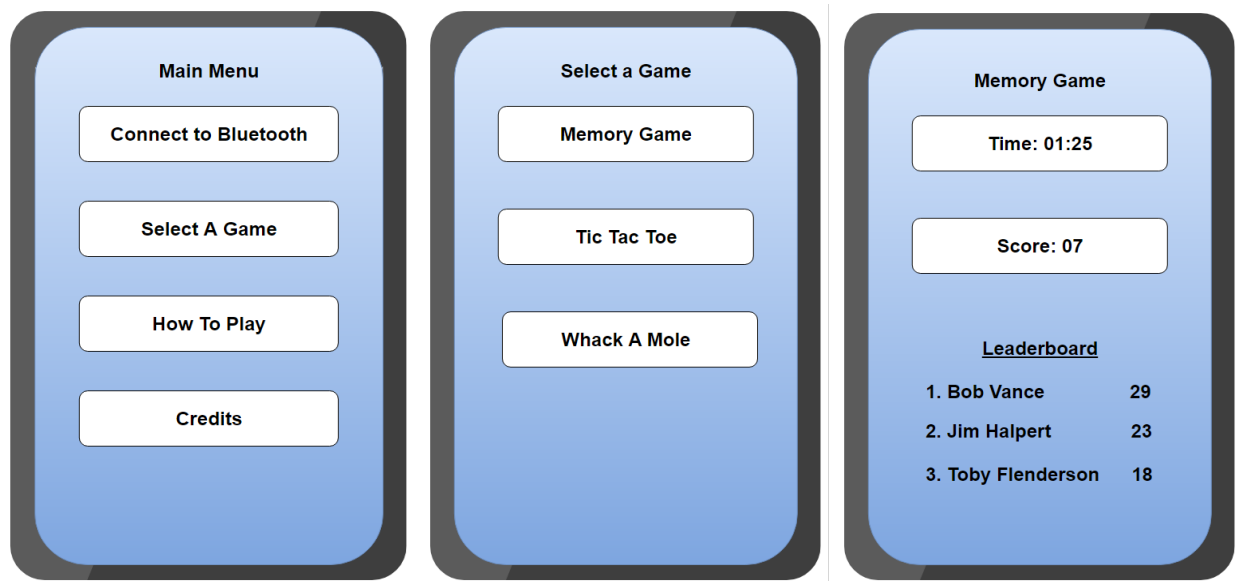 Main Menu
Connect to Bluetooth
Select A Game
How To Play
Credits
Select a Game
Memory Game
Tic Tac Toe
Whack A Mole
Memory Game
Time: 01:25
Score: 07
Leaderboard
1. Bob Vance 29
2. Jim Halpert 23
3. Toby Flenderson 18